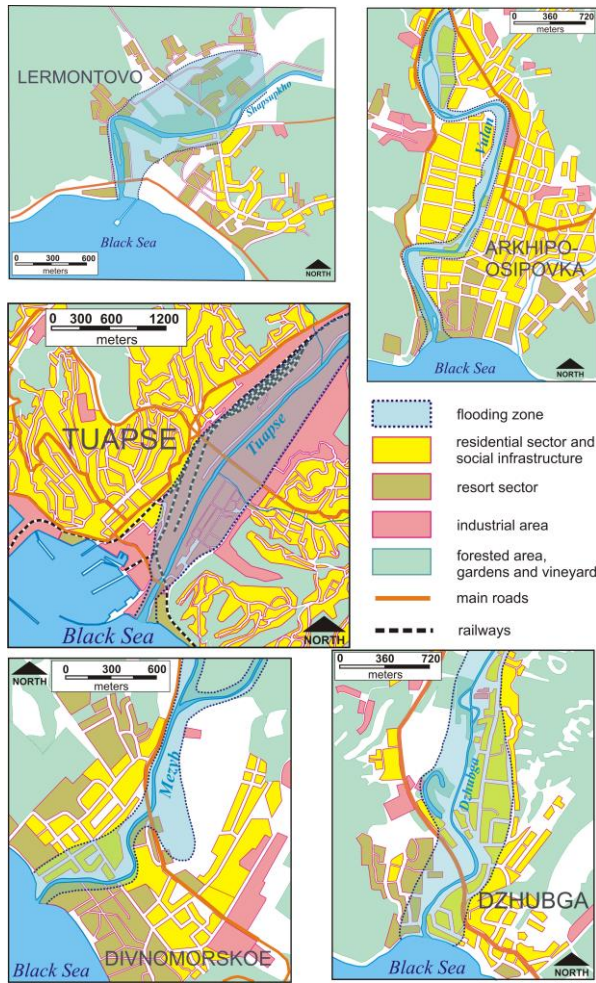 LERMONTOVO
Shapsupkho
Black Sea
0 300 600
meters
NORTH
0 360 720
meters
Vulan
ARKHIPO-
OSIPOVKA
Black Sea
NORTH
0 300 600 1200
meters
TUAPSE
Tuapse
Black Sea
NORTH
flooding zone
residential sector and
social infrastructure
resort sector
industrial area
forested area,
gardens and vineyard
main roads
railways
NORTH
0 300 600
meters
Mezyb
DIVNOMORSKOE
Black Sea
0 360 720
meters
Dzhubga
DZHUBGA
Black Sea
NORTH